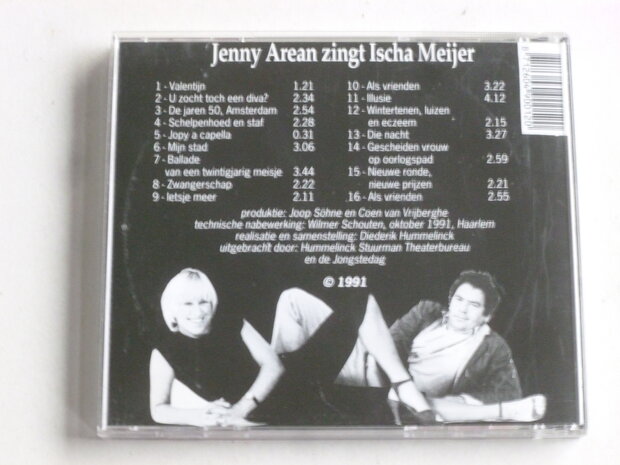 Jenny Arean zingt Ischa Meijer
1 - Valentijn 1.21
2 - U zocht toch een diva? 2.34
3 - De jaren 50, Amsterdam 2.54
4 - Schelpenhoed en staf 2.28
5 - Jopy a capella 0.31
6 - Mijn stad 3.06
7 - Ballade
van een twintigjarig meisje 3.44
8 - Zwangerschap 2.22
9 - Ietsje meer 2.11
10 - Als vrienden 3.22
11 - Illusie 4.12
12 - Wintertenen, luizen
en eczeem 2.15
13 - Die nacht 3.27
14 - Gescheiden vrouw
op oorlogspad 2.59
15 - Nieuwe ronde,
nieuwe prijzen 2.21
16 - Als vrienden 2.55
produktie: Joop Söhne en Coen van Vrijberghe
technische nabewerking: Wilmer Schouten, oktober 1991, Haarlem
realisatie en samenstelling: Diederik Hummelinck
uitgebracht door: Hummelinck Stuurman Theaterbureau
en de Jongstedag
© 1991